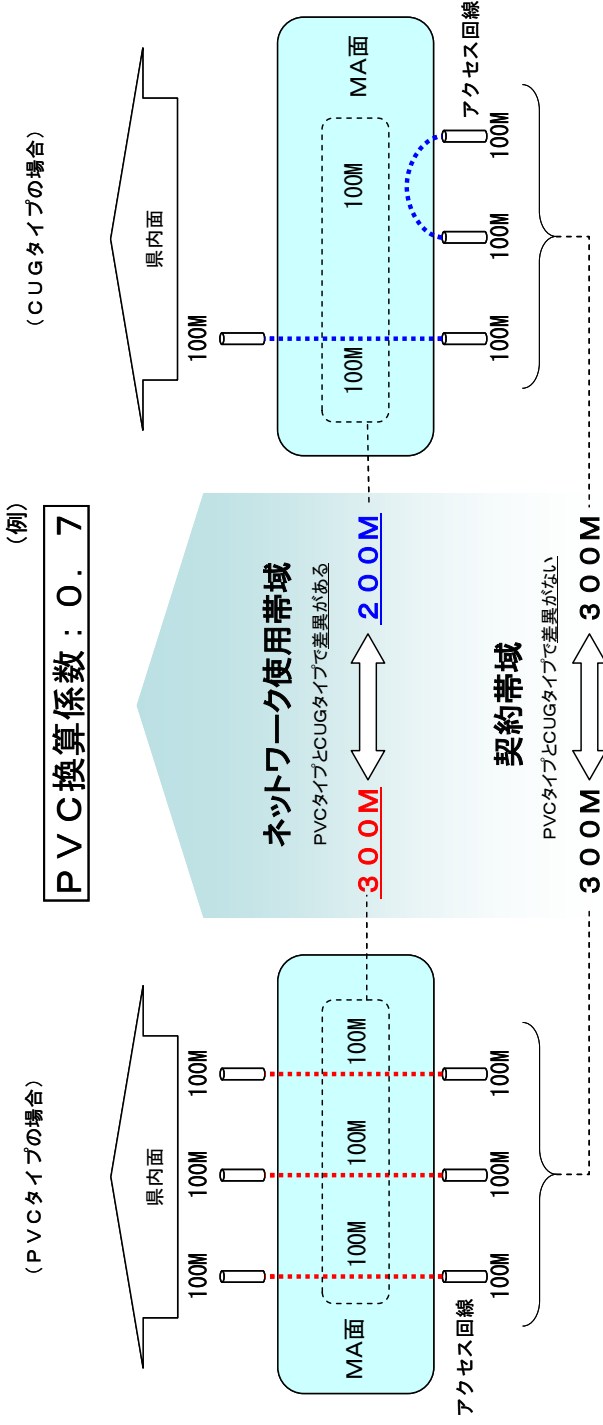 (例)
PVC換算係数:0.7
(PVCタイプの場合)
県内面
100M
100M
100M
MA面
100M
100M
100M
アクセス回線
100M
100M
100M
ネットワーク使用帯域
PVCタイプとCUGタイプで差異がある
300M
200M
契約帯域
PVCタイプとCUGタイプで差異がない
300M
300M
(CUGタイプの場合)
県内面
100M
MA面
100M
100M
アクセス回線
100M
100M
100M